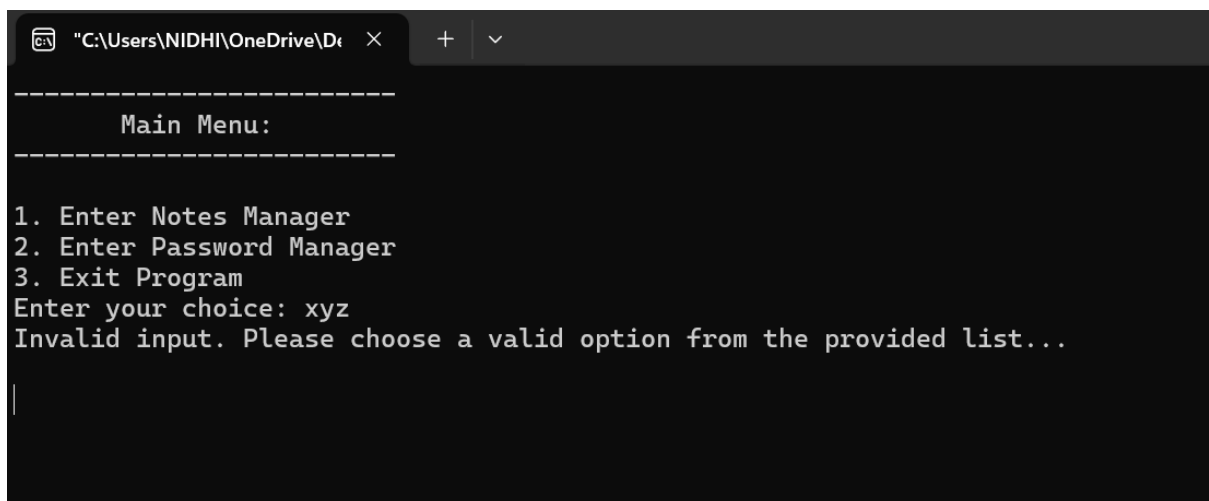 "C:\Users\NIDHI\OneDrive\De
-------------------------
Main Menu:
-------------------------
1. Enter Notes Manager
2. Enter Password Manager
3. Exit Program
Enter your choice: xyz
Invalid input. Please choose a valid option from the provided list...